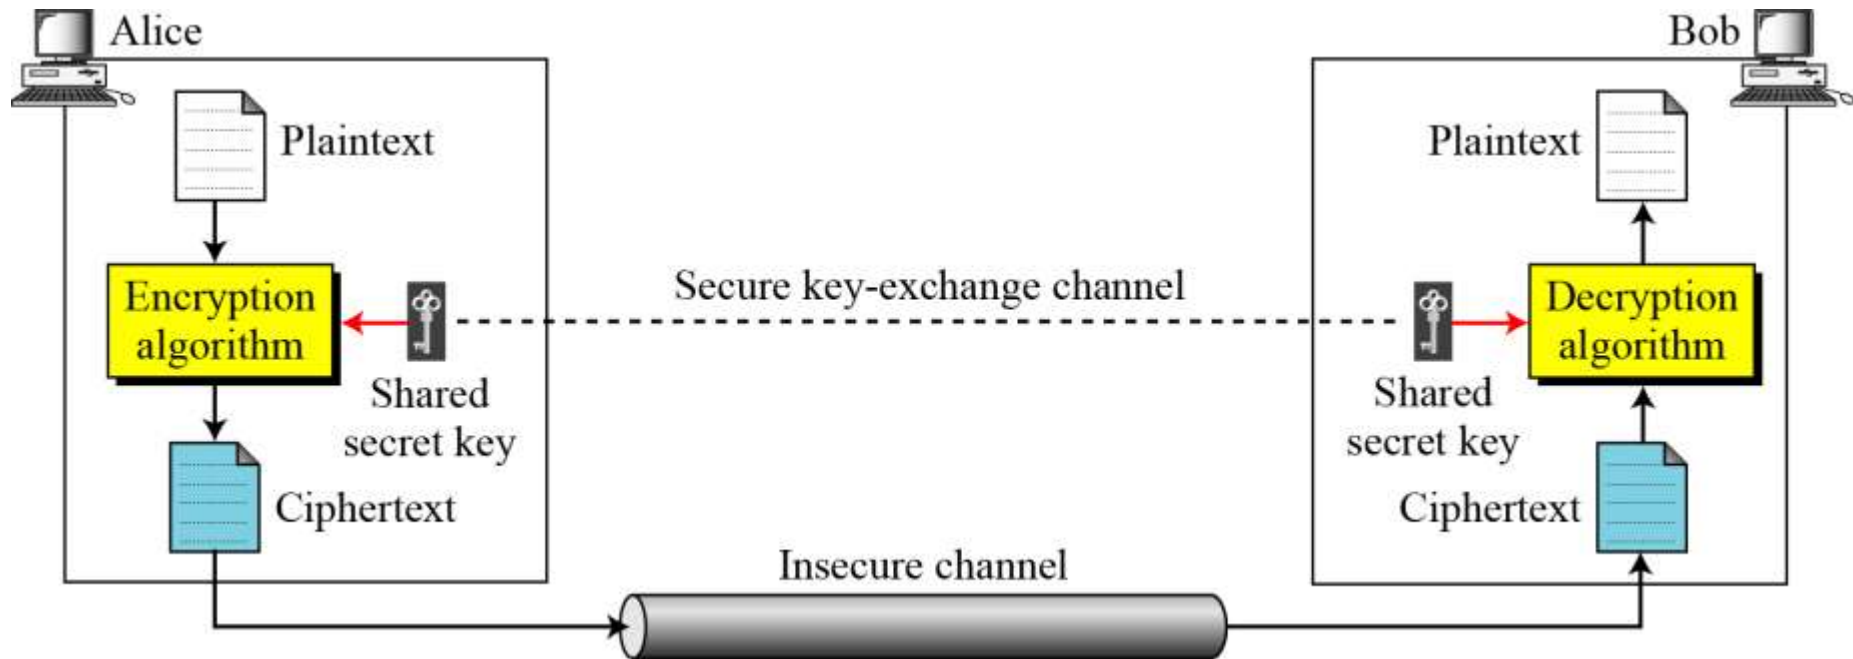 Alice
Bob
Plaintext
Plaintext
Encryption
algorithm
Secure key-exchange channel
Decryption
algorithm
Shared
secret key
Shared
secret key
Ciphertext
Ciphertext
Insecure channel